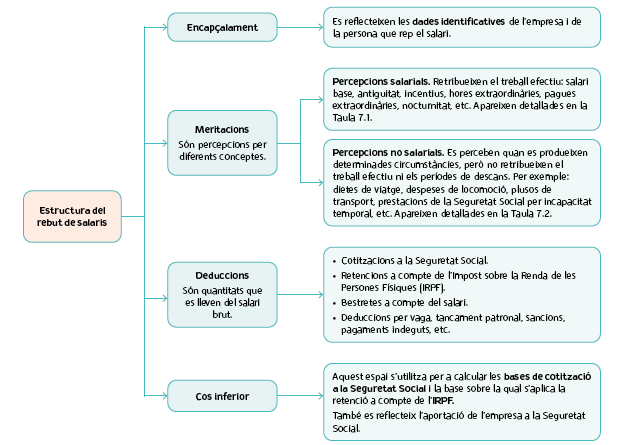 Estructura del
rebut de salaris
Encapçalament
Es reflecteixen les dades identificatives de l'empresa i de
la persona que rep el salari.
Meritacions
Són percepcions per
diferents conceptes.
Percepcions salarials. Retribueixen el treball efectiu: salari
base, antiguitat, incentius, hores extraordinàries, pagues
extraordinàries, nocturnitat, etc. Apareixen detallades en la
Taula 7.1.
Percepcions no salarials. Es perceben quan es produeixen
determinades circumstàncies, però no retribueixen el
treball efectiu ni els períodes de descans. Per exemple:
dietes de viatge, despeses de locomoció, plusos de
transport, prestacions de la Seguretat Social per incapacitat
temporal, etc. Apareixen detallades en la Taula 7.2.
Deduccions
Són quantitats que
es lleven del salari
brut.
• Cotitzacions a la Seguretat Social.
• Retencions a compte de l'Impost sobre la Renda de les
Persones Físiques (IRPF).
• Bestretes a compte del salari.
• Deduccions per vaga, tancament patronal, sancions,
pagaments indeguts, etc.
Cos inferior
Aquest espai s'utilitza per a calcular les bases de cotització
a la Seguretat Social i la base sobre la qual s'aplica la
retenció a compte de l'IRPF.
També es reflecteix l'aportació de l'empresa a la Seguretat
Social.